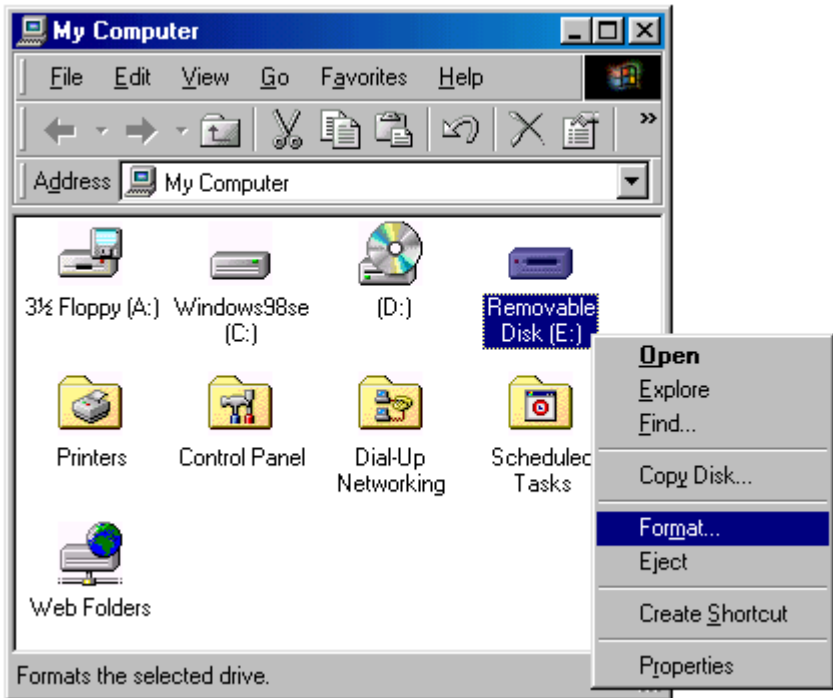 My Computer
File Edit View Go Favorites Help
»
Address My Computer
3½ Floppy (A:) Windows98se (C:) (D:) Removable Disk (E:)
Printers Control Panel Dial-Up Networking Scheduled Tasks
Web Folders
Open
Explore
Find...
Copy Disk...
Format...
Eject
Create Shortcut
Properties
Formats the selected drive.